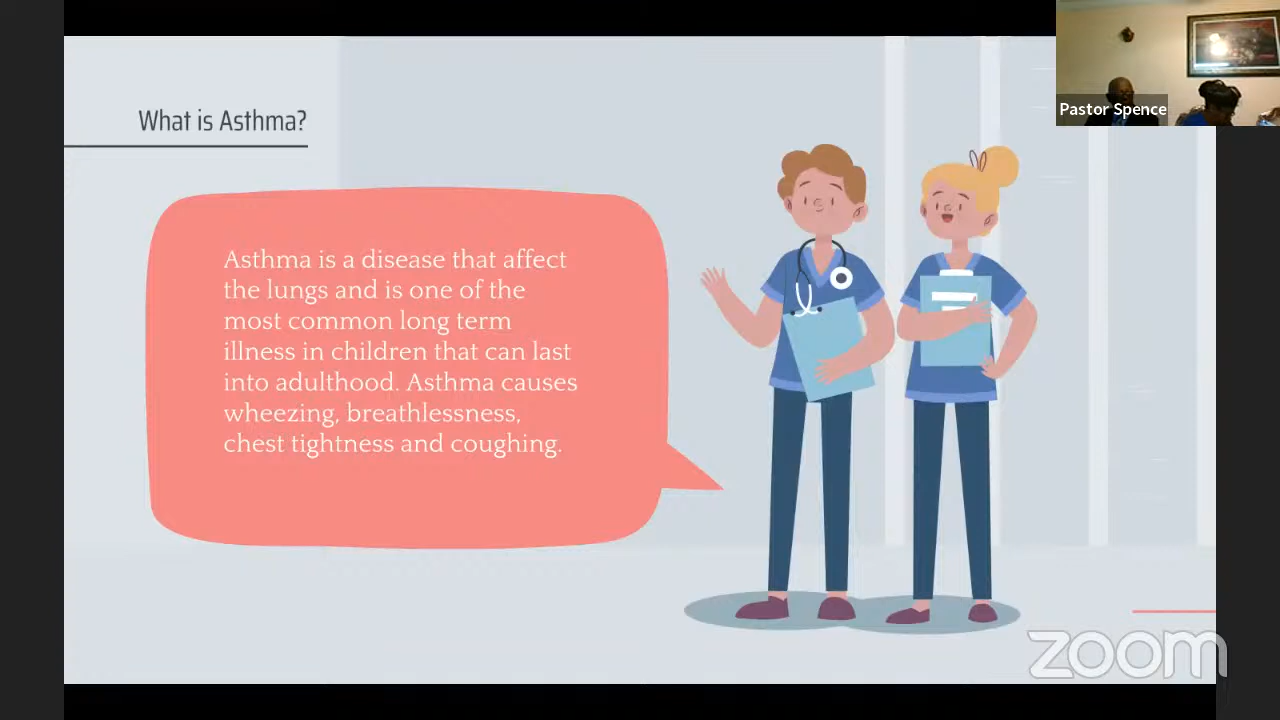 What is Asthma?
Asthma is a disease that affect
the lungs and is one of the
most common long term
illness in children that can last
into adulthood. Asthma causes
wheezing, breathlessness,
chest tightness and coughing.
Pastor Spence
zoom